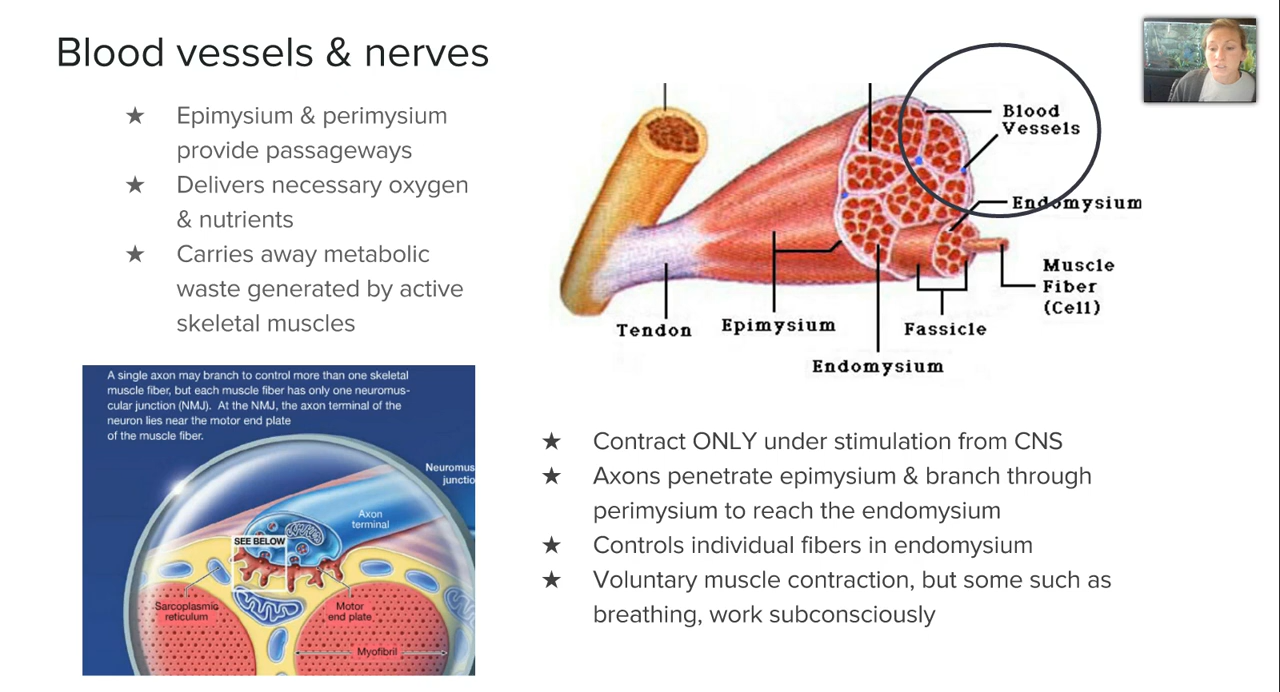 Blood vessels & nerves
★ Epimysium & perimysium
provide passageways
★ Delivers necessary oxygen
& nutrients
★ Carries away metabolic
waste generated by active
skeletal muscles
Blood
Vessels
Endomysium
Muscle
Fiber
(Cell)
Tendon
Epimysium
Fassicle
Endomysium
A single axon may branch to control more than one skeletal
muscle fiber, but each muscle fiber has only one neuromus-
cular junction (NMJ). At the NMJ, the axon terminal of the
neuron lies near the motor end plate
of the muscle fiber.
Neuromus
junctio
Axon
terminal
SEE BELOW
Sarcoplasmic
reticulum
Motor
end plate
Myofibril
★ Contract ONLY under stimulation from CNS
★ Axons penetrate epimysium & branch through
perimysium to reach the endomysium
★ Controls individual fibers in endomysium
★ Voluntary muscle contraction, but some such as
breathing, work subconsciously